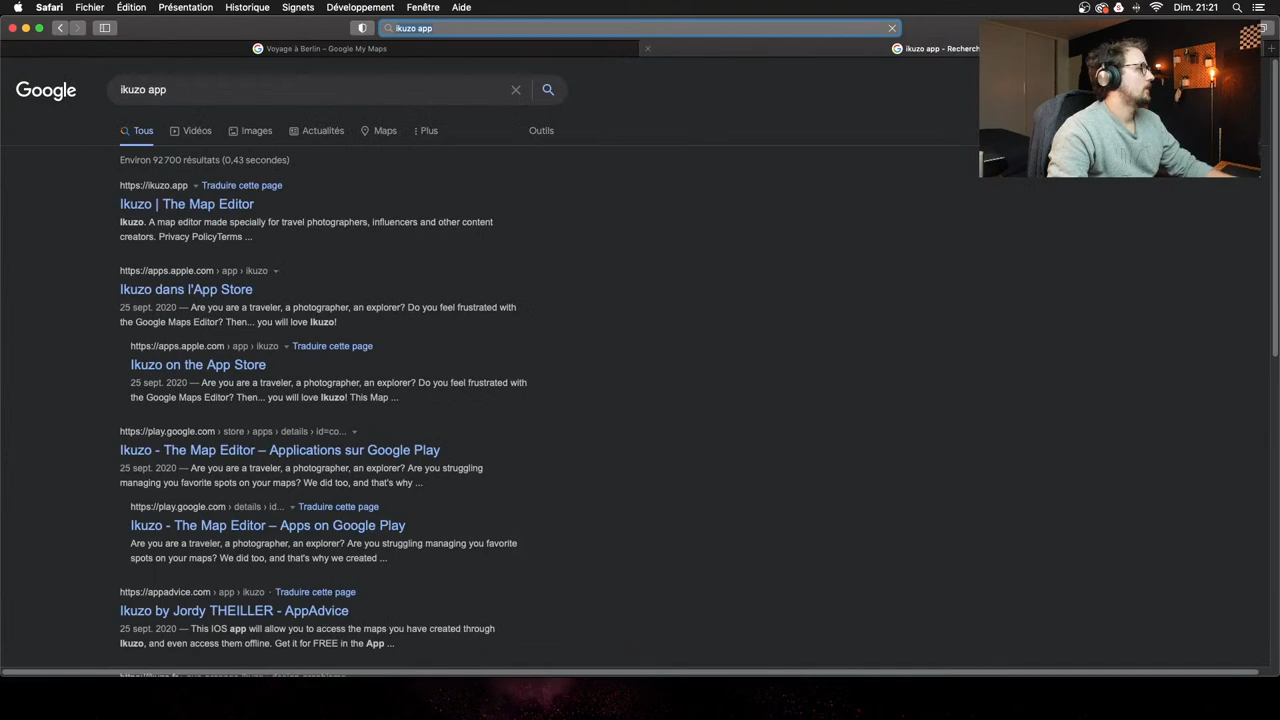 Safari Fichier Édition Présentation Historique Signets Développement Fenêtre Aide
Dim. 21:21
ikuzo app
Voyage à Berlin – Google My Maps
ikuzo app - Recherch
Google
ikuzo app
Tous Vidéos Images Actualités Maps Plus Outils
Environ 92 700 résultats (0,43 secondes)
https://ikuzo.app Traduire cette page
Ikuzo | The Map Editor
Ikuzo. A map editor made specially for travel photographers, influencers and other content
creators. Privacy PolicyTerms ...
https://apps.apple.com › app › ikuzo
Ikuzo dans l'App Store
25 sept. 2020 — Are you are a traveler, a photographer, an explorer? Do you feel frustrated with
the Google Maps Editor? Then... you will love Ikuzo!
https://apps.apple.com › app › ikuzo Traduire cette page
Ikuzo on the App Store
25 sept. 2020 — Are you are a traveler, a photographer, an explorer? Do you feel frustrated with
the Google Maps Editor? Then... you will love Ikuzo! This Map ...
https://play.google.com › store › apps › details › id=co...
Ikuzo - The Map Editor – Applications sur Google Play
25 sept. 2020 — Are you are a traveler, a photographer, an explorer? Are you struggling
managing you favorite spots on your maps? We did too, and that's why ...
https://play.google.com › details › id... Traduire cette page
Ikuzo - The Map Editor – Apps on Google Play
Are you are a traveler, a photographer, an explorer? Are you struggling managing you favorite
spots on your maps? We did too, and that's why we created ...
https://appadvice.com › app › ikuzo · Traduire cette page
Ikuzo by Jordy THEILLER - AppAdvice
25 sept. 2020 — This IOS app will allow you to access the maps you have created through
Ikuzo, and even access them offline. Get it for FREE in the App ...